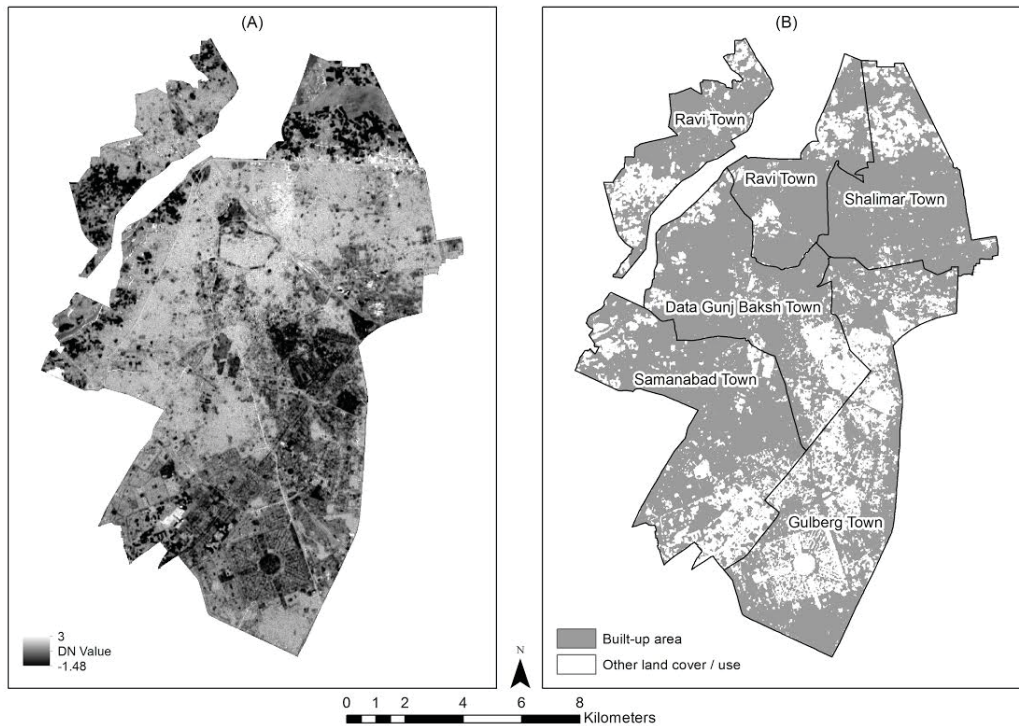 (A)
(B)
Ravi Town
Ravi Town
Shalimar Town
Data Gunj Baksh Town
Samanabad Town
Gulberg Town
3
DN Value
-1.48
Built-up area
Other land cover / use
N
0 1 2 4 6 8
Kilometers